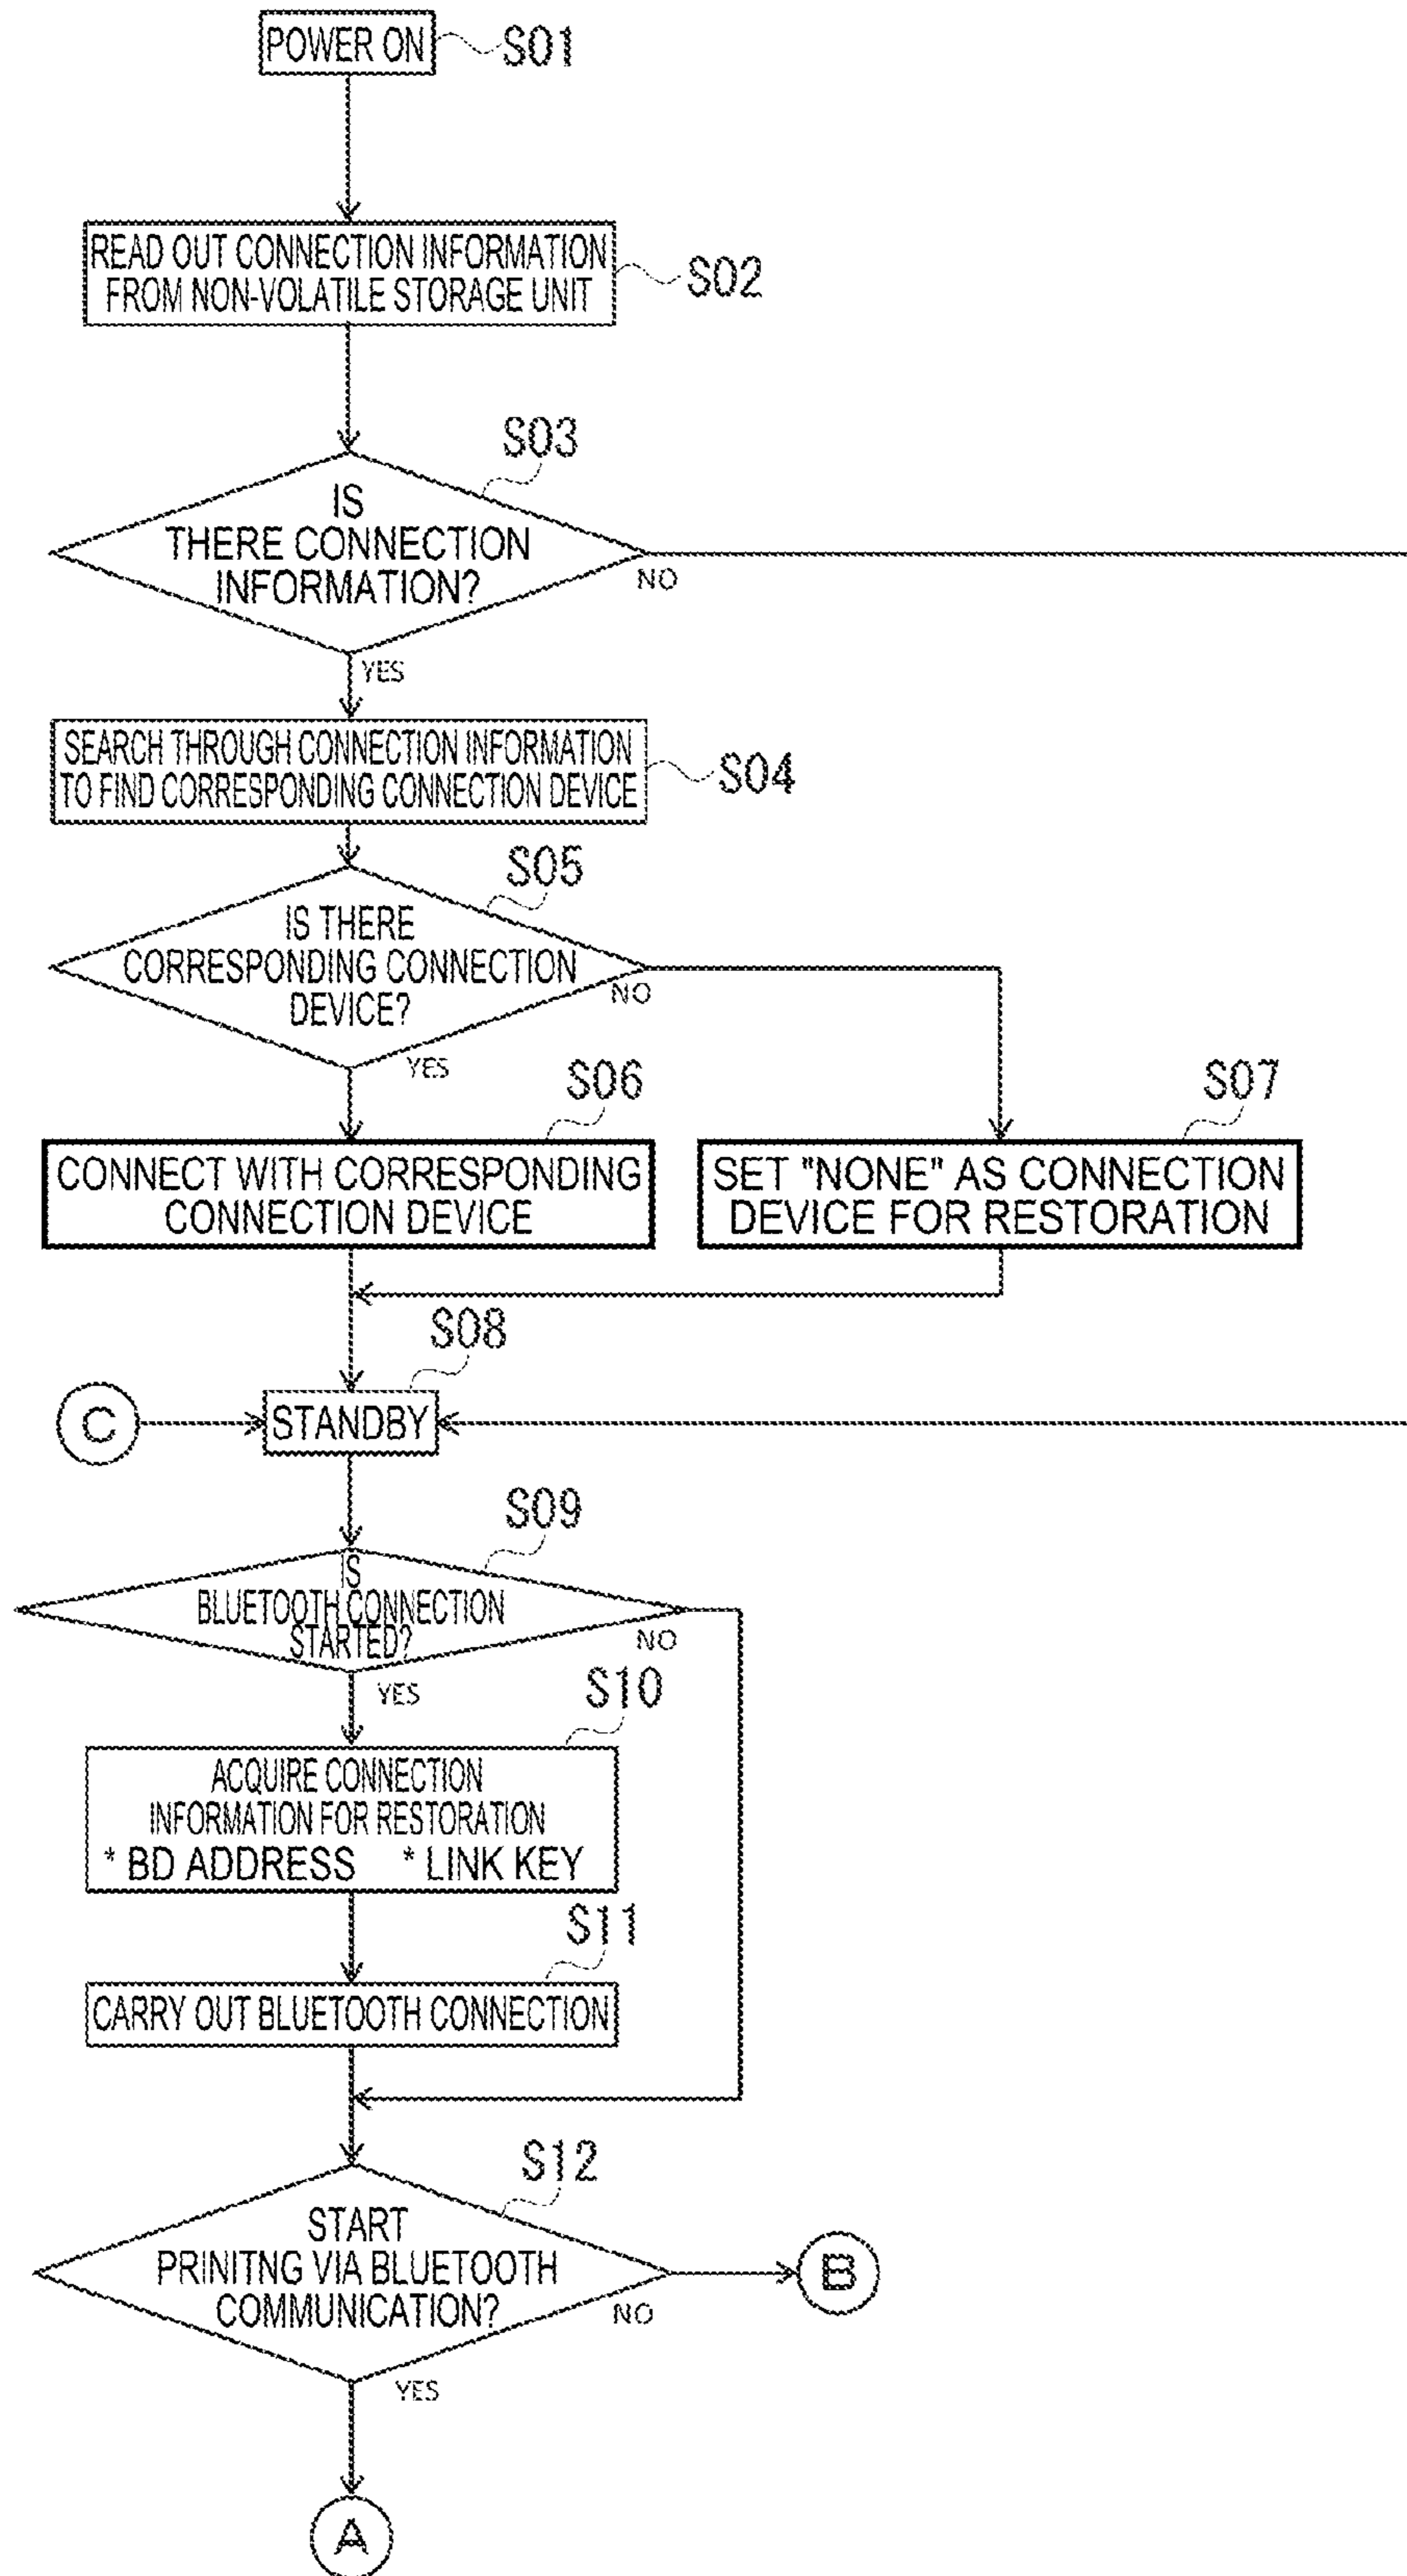 POWER ON
S01
READ OUT CONNECTION INFORMATION
FROM NON-VOLATILE STORAGE UNIT
S02
S03
IS
THERE CONNECTION
INFORMATION?
NO
YES
SEARCH THROUGH CONNECTION INFORMATION
TO FIND CORRESPONDING CONNECTION DEVICE
S04
S05
IS THERE
CORRESPONDING CONNECTION
DEVICE?
NO
YES
S06
S07
CONNECT WITH CORRESPONDING
CONNECTION DEVICE
SET "NONE" AS CONNECTION
DEVICE FOR RESTORATION
S08
C
STANDBY
S09
IS
BLUETOOTH CONNECTION
STARTED?
NO
YES
S10
ACQUIRE CONNECTION
INFORMATION FOR RESTORATION
* BD ADDRESS * LINK KEY
S11
CARRY OUT BLUETOOTH CONNECTION
S12
START
PRINITNG VIA BLUETOOTH
COMMUNICATION?
NO
B
YES
A